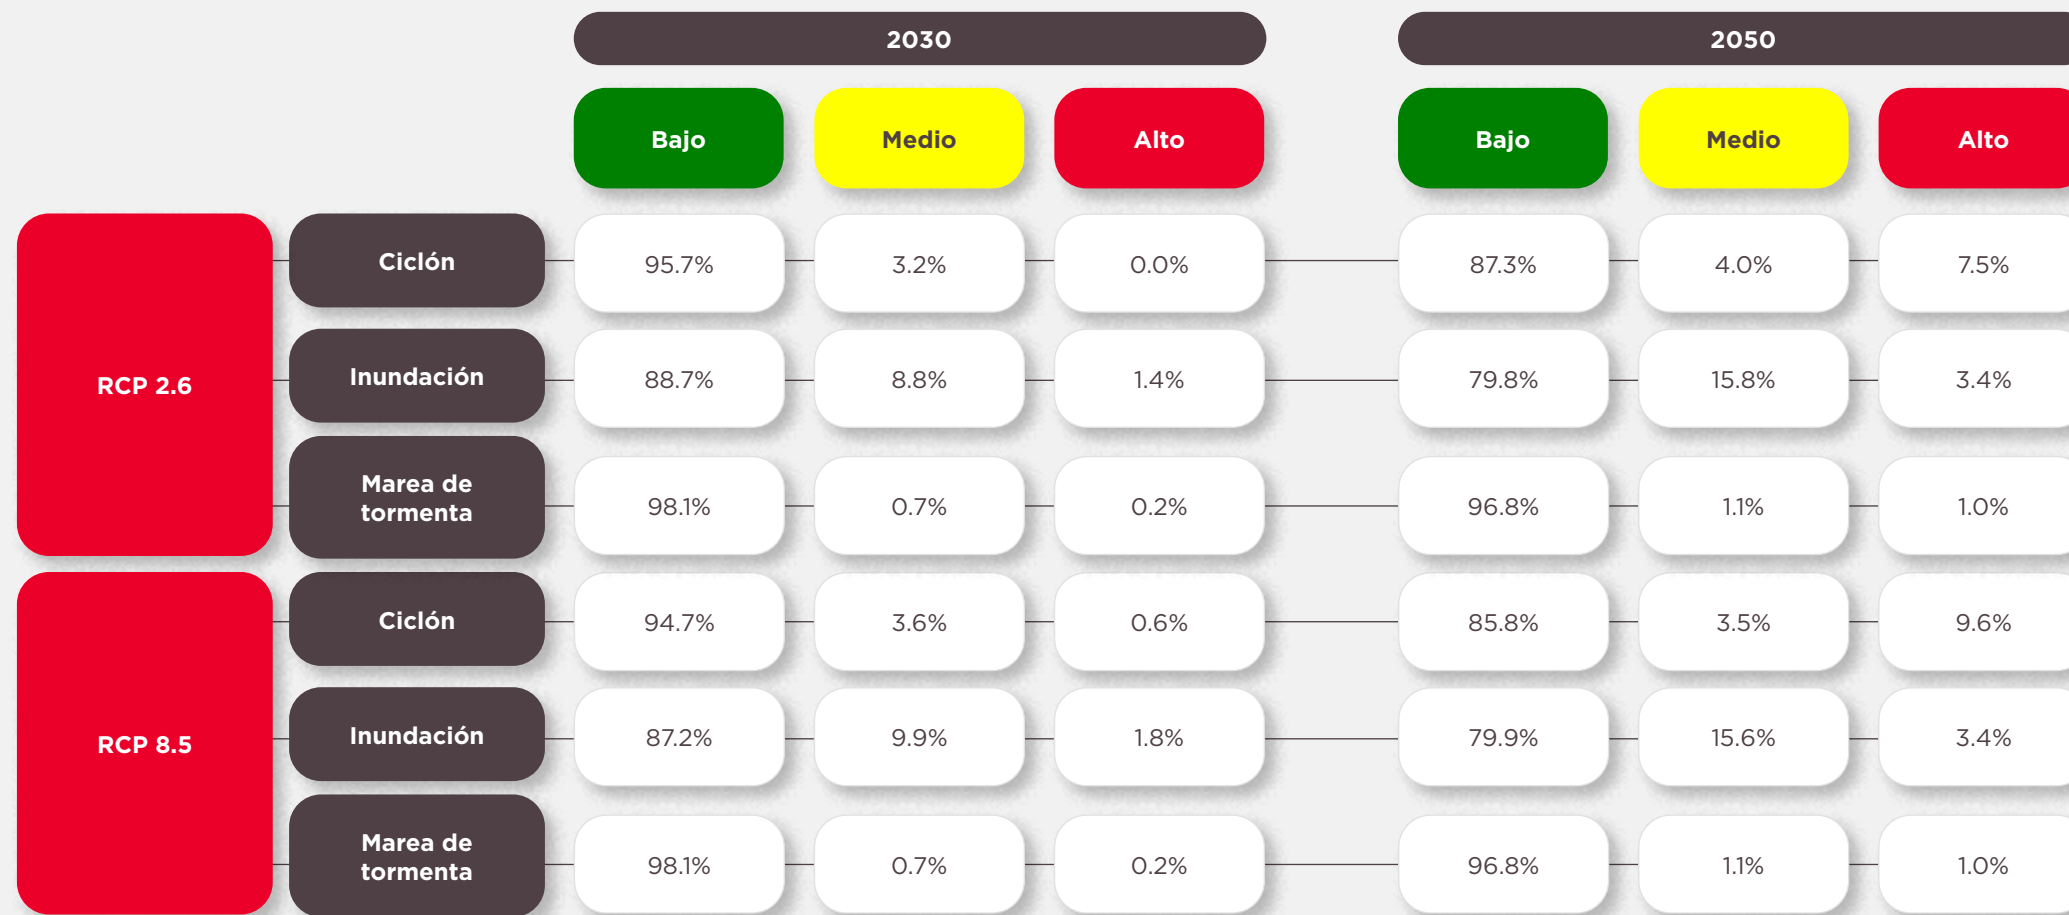 2030 2050
Bajo Medio Alto Bajo Medio Alto
RCP 2.6
Ciclón 95.7% 3.2% 0.0% 87.3% 4.0% 7.5%
Inundación 88.7% 8.8% 1.4% 79.8% 15.8% 3.4%
Marea de
tormenta 98.1% 0.7% 0.2% 96.8% 1.1% 1.0%
RCP 8.5
Ciclón 94.7% 3.6% 0.6% 85.8% 3.5% 9.6%
Inundación 87.2% 9.9% 1.8% 79.9% 15.6% 3.4%
Marea de
tormenta 98.1% 0.7% 0.2% 96.8% 1.1% 1.0%